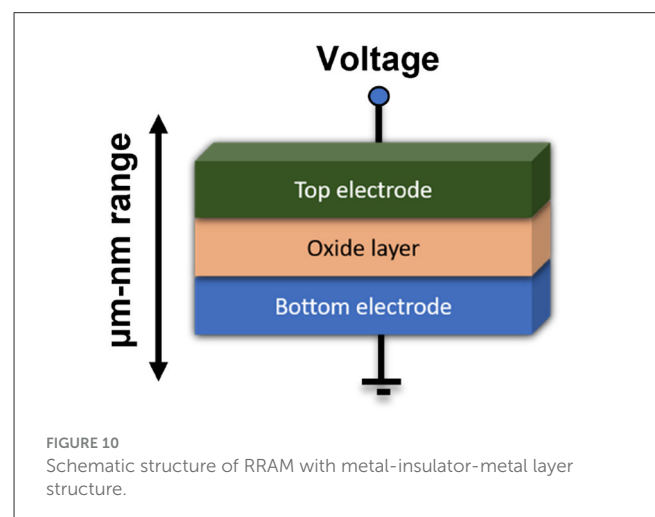 Voltage
µm-nm range
Top electrode
Oxide layer
Bottom electrode
FIGURE 10
Schematic structure of RRAM with metal-insulator-metal layer
structure.